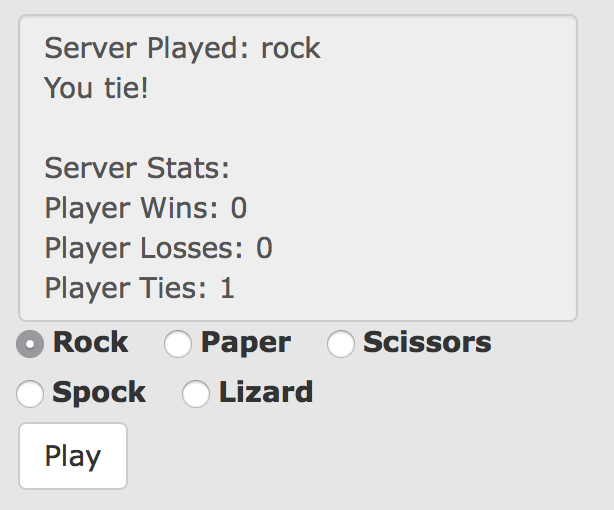 Server Played: rock
You tie!
Server Stats:
Player Wins: 0
Player Losses: 0
Player Ties: 1
Rock Paper Scissors
Spock Lizard
Play